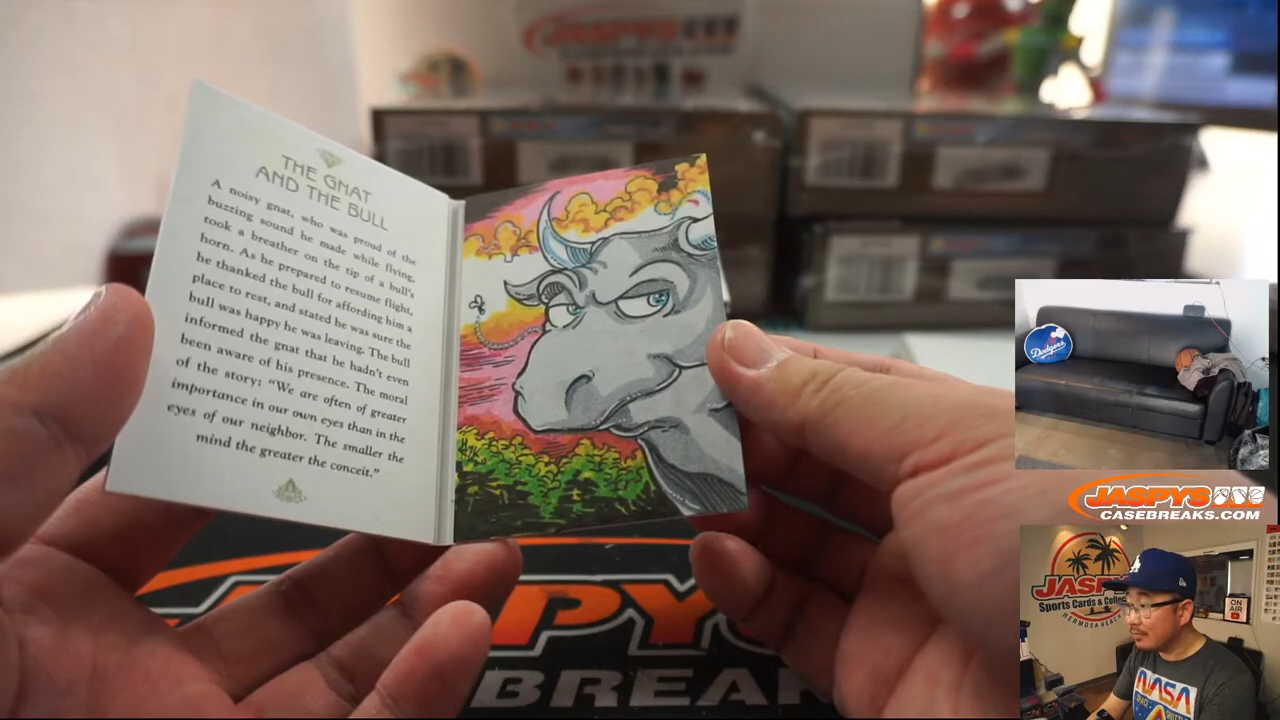 JASPYS
THE GNAT
AND THE BULL
A noisy gnat, who was proud of the
buzzing sound he made while flying,
took a breather on the tip of a bull's
horn. As he prepared to resume flight,
he thanked the bull for affording him a
place to rest, and stated he was sure the
bull was happy he was leaving. The bull
informed the gnat that he hadn't even
been aware of his presence. The moral
of the story: “We are often of greater
importance in our own eyes than in the
eyes of our neighbor. The smaller the
mind the greater the conceit.”
Dodgers
JASPYS
CASEBREAKS.COM
JASPY
Sports Cards & Colle
HERMOSA BEACH
LA
ON
AIR
NASA
SPACE
PYS
BREAK